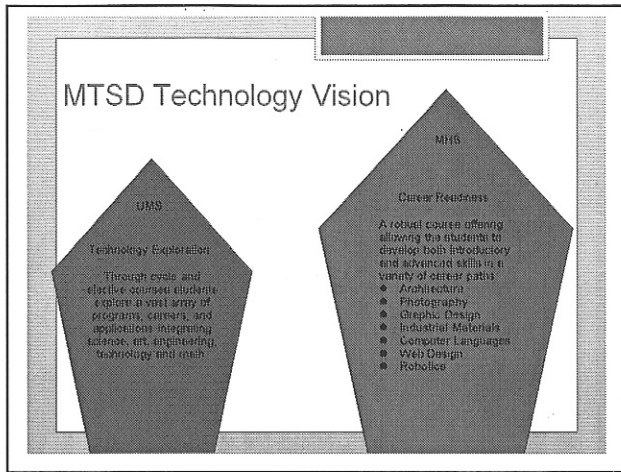 MTSD Technology Vision
UMS
Technology Exploration
Through cycle and
elective courses students
explore a vast array of
programs, careers, and
applications integrating
science, art, engineering,
technology and math
MHS
Career Readiness
A robust course offering
allowing the students to
develop both introductory
and advanced skills in a
variety of career paths
● Architecture
● Photography
● Graphic Design
● Industrial Materials
● Computer Languages
● Web Design
● Robotics